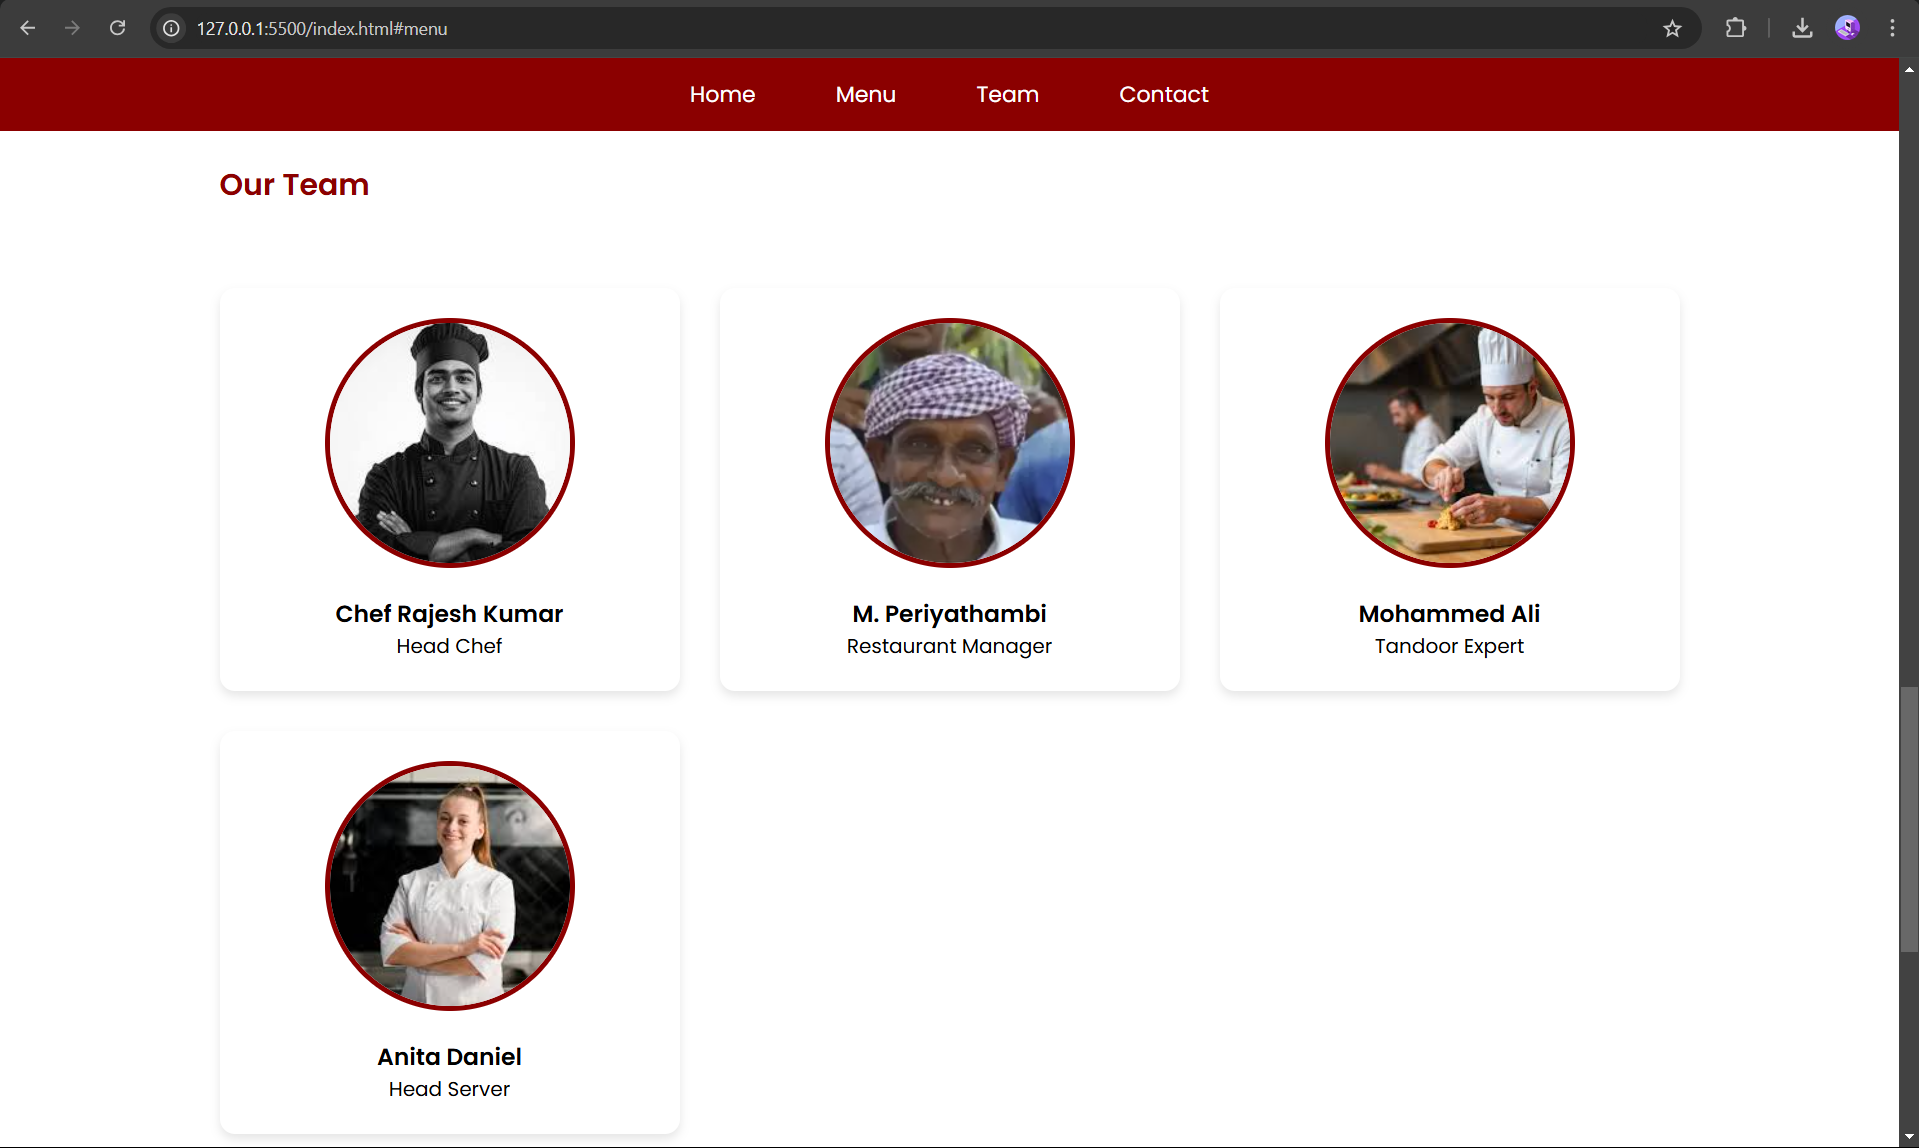 127.0.0.1:5500/index.html#menu
Home Menu Team Contact
Our Team
Chef Rajesh Kumar
Head Chef
M. Periyathambi
Restaurant Manager
Mohammed Ali
Tandoor Expert
Anita Daniel
Head Server